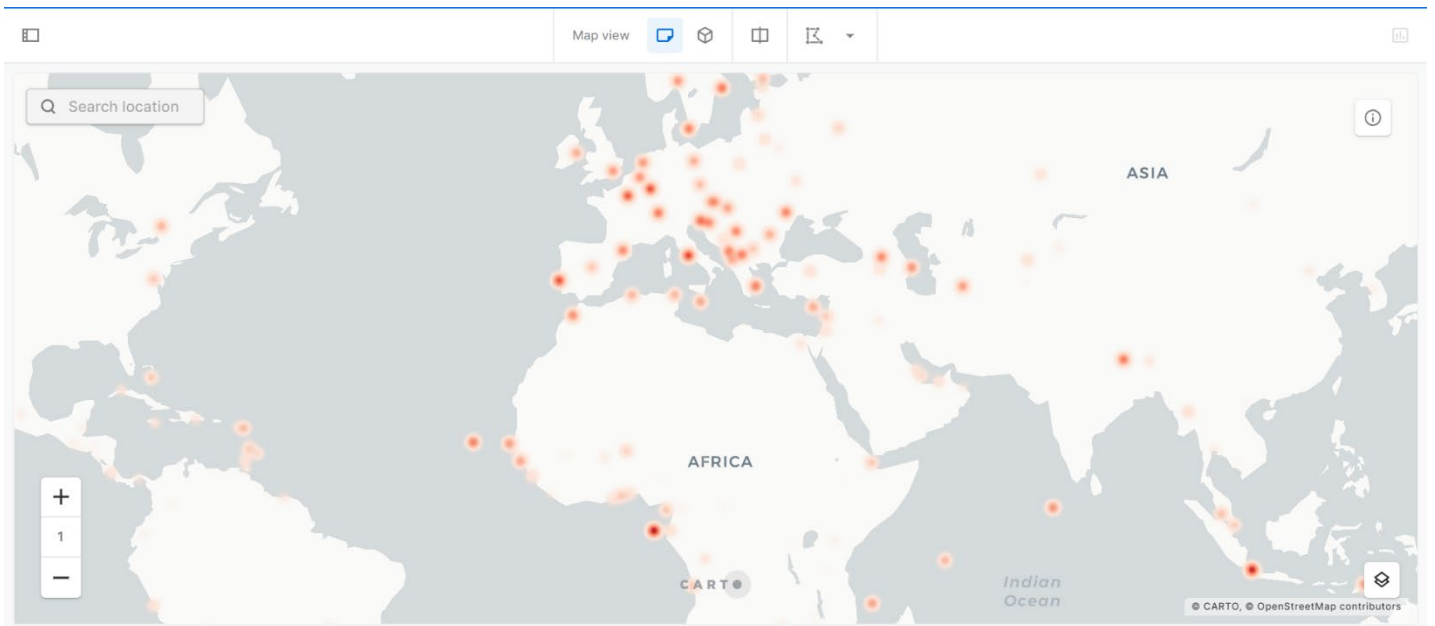 Map view
Search location
ASIA
AFRICA
1
CARTO
Indian
Ocean
© CARTO, © OpenStreetMap contributors